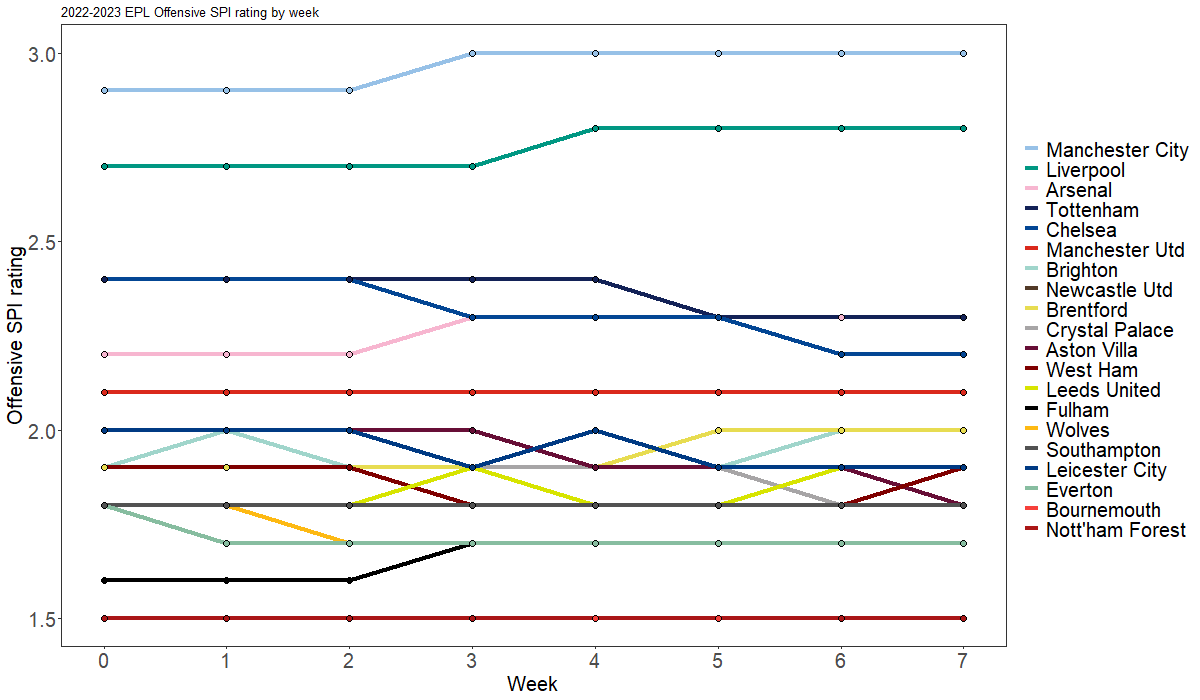 2022-2023 EPL Offensive SPI rating by week
3.0
2.5
2.0
1.5
Offensive SPI rating
0 1 2 3 4 5 6 7
Week
Manchester City
Liverpool
Arsenal
Tottenham
Chelsea
Manchester Utd
Brighton
Newcastle Utd
Brentford
Crystal Palace
Aston Villa
West Ham
Leeds United
Fulham
Wolves
Southampton
Leicester City
Everton
Bournemouth
Nott'ham Forest